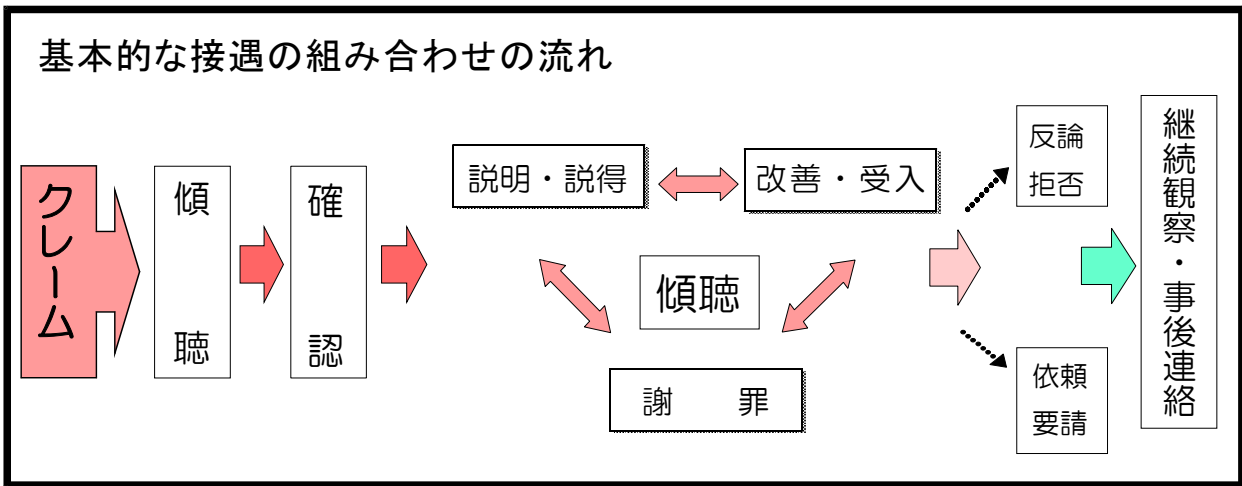 基本的な接遇の組み合わせの流れ
クレーム
傾聴
確認
説明・説得
改善・受入
傾聴
謝 罪
反論
拒否
依頼
要請
継続観察・事後連絡